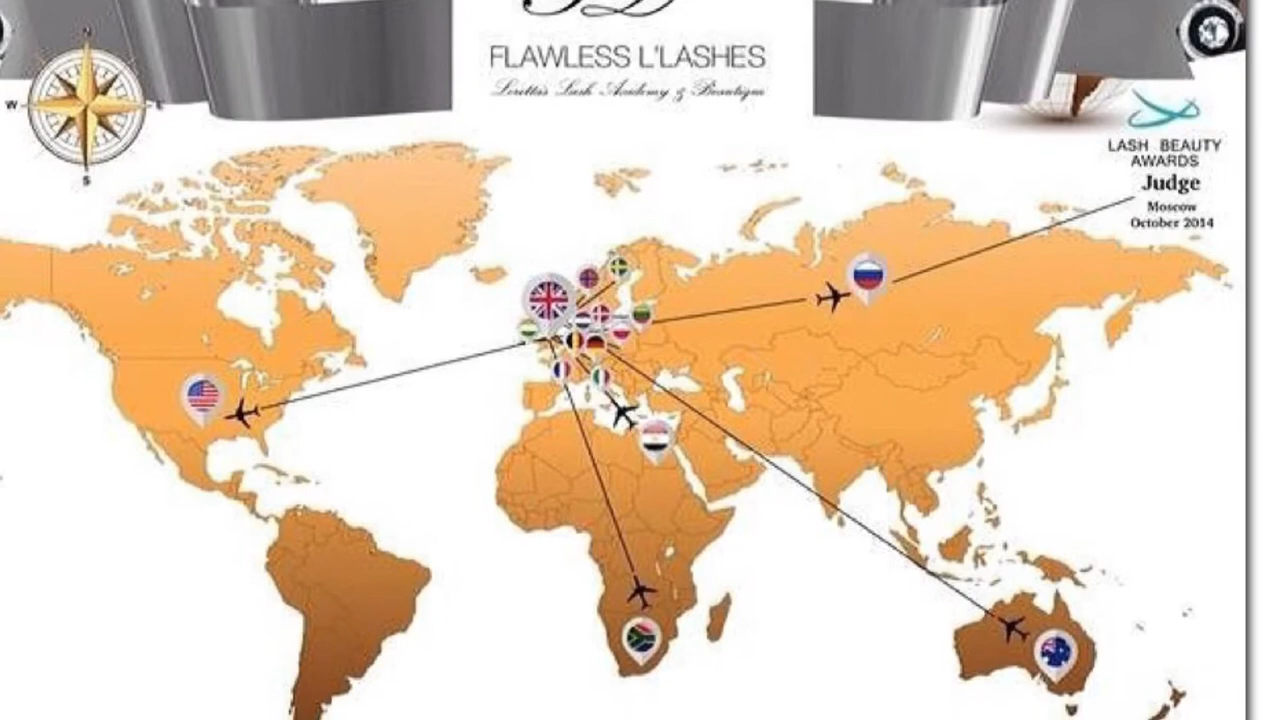 FLAWLESS L'LASHES
Loretta's Lash Academy & Beautique
N
W
E
S
LASH BEAUTY
AWARDS
Judge
Moscow
October 2014